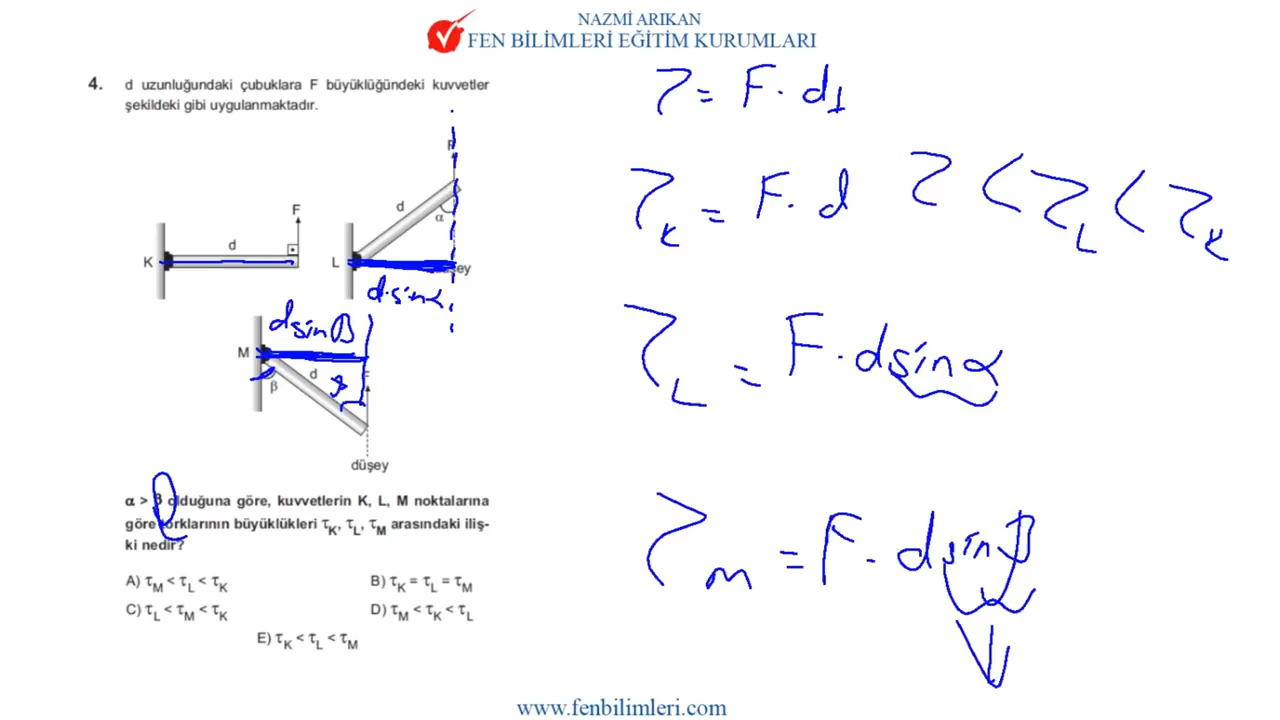 NAZMİ ARIKAN
FEN BİLİMLERİ EĞİTİM KURUMLARI
4. d uzunluğundaki çubuklara F büyüklüğündeki kuvvetler
şekildeki gibi uygulanmaktadır.
F
d
K
F
d
α
L
d.sinα
dsinβ
M
d
β
düşey
α > β olduğuna göre, kuvvetlerin K, L, M noktalarına
göre torklarının büyüklükleri τK, τL, τM arasındaki iliş-
ki nedir?
A) τM < τL < τK
B) τK = τL = τM
C) τL < τM < τK
D) τM < τK < τL
E) τK < τL < τM
τ = F. d⊥
τK = F. d
τ < τL < τK
τL = F. dsinα
τm = F. dsinβ
www.fenbilimleri.com